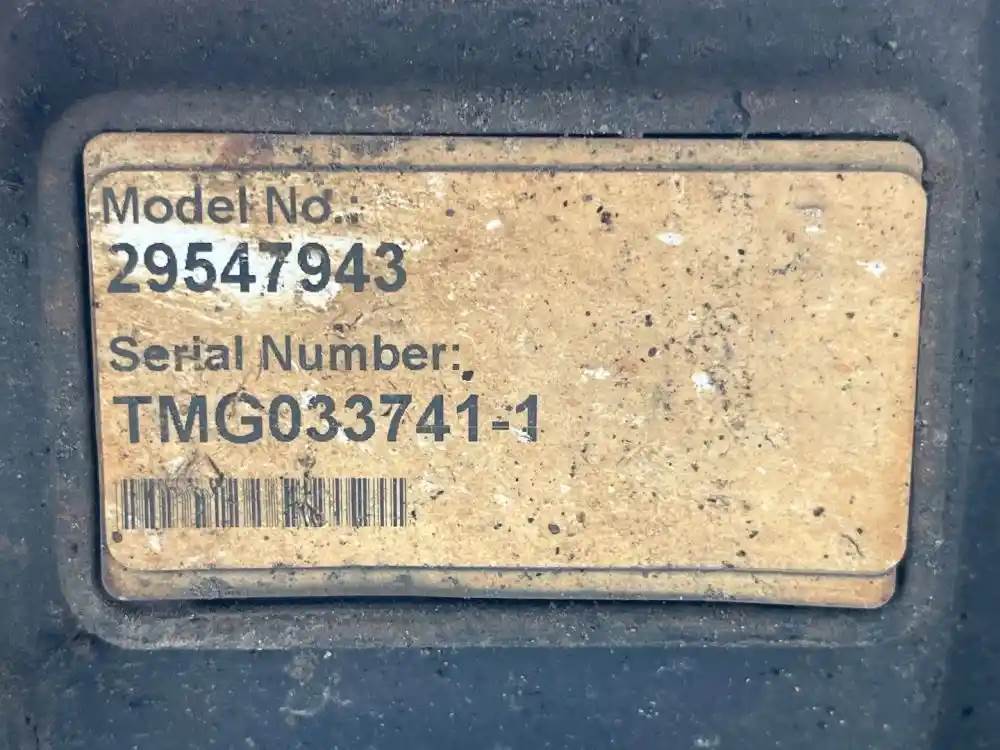 Model No.:
29547943
Serial Number:
TMG033741-1